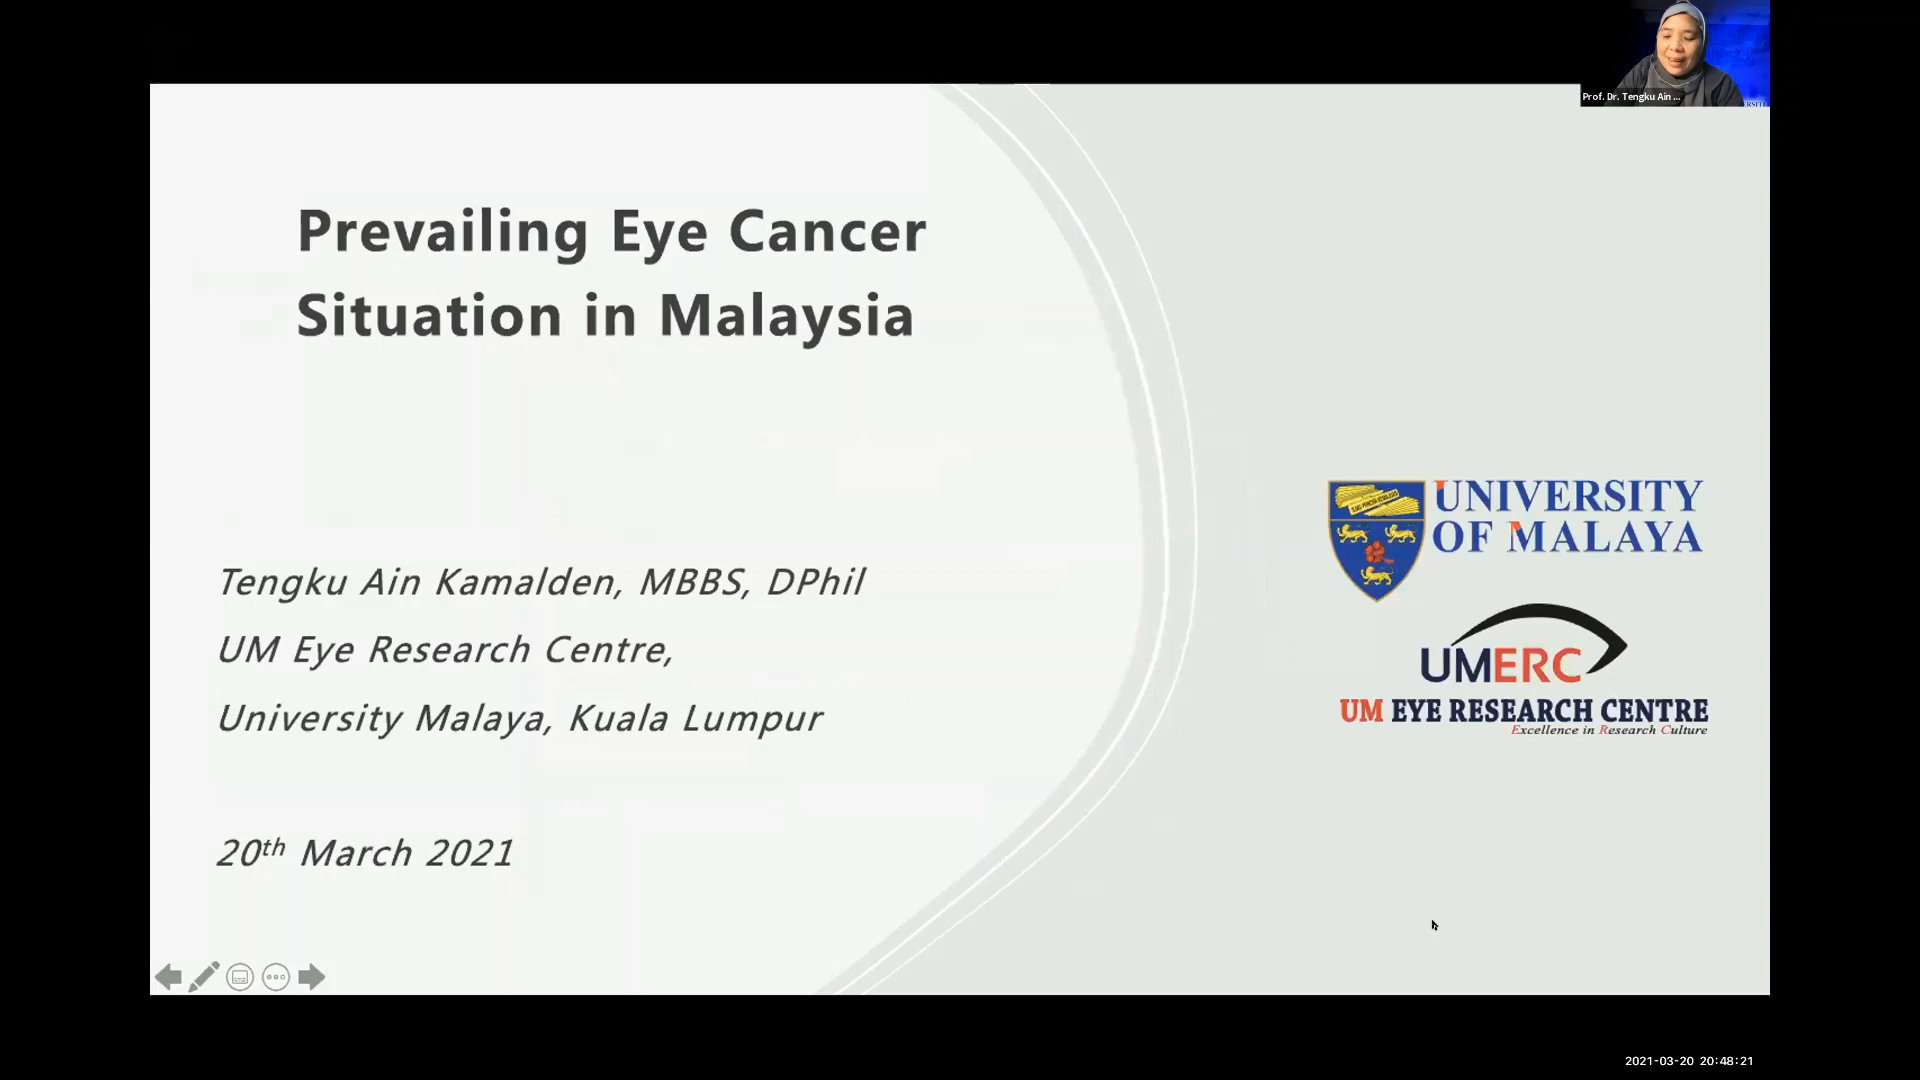 Prof. Dr. Tengku Ain ...
Prevailing Eye Cancer
Situation in Malaysia
UNIVERSITY
OF MALAYA
Tengku Ain Kamalden, MBBS, DPhil
UM Eye Research Centre,
University Malaya, Kuala Lumpur
UMERC
UM EYE RESEARCH CENTRE
Excellence in Research Culture
20th March 2021
2021-03-20 20:48:21